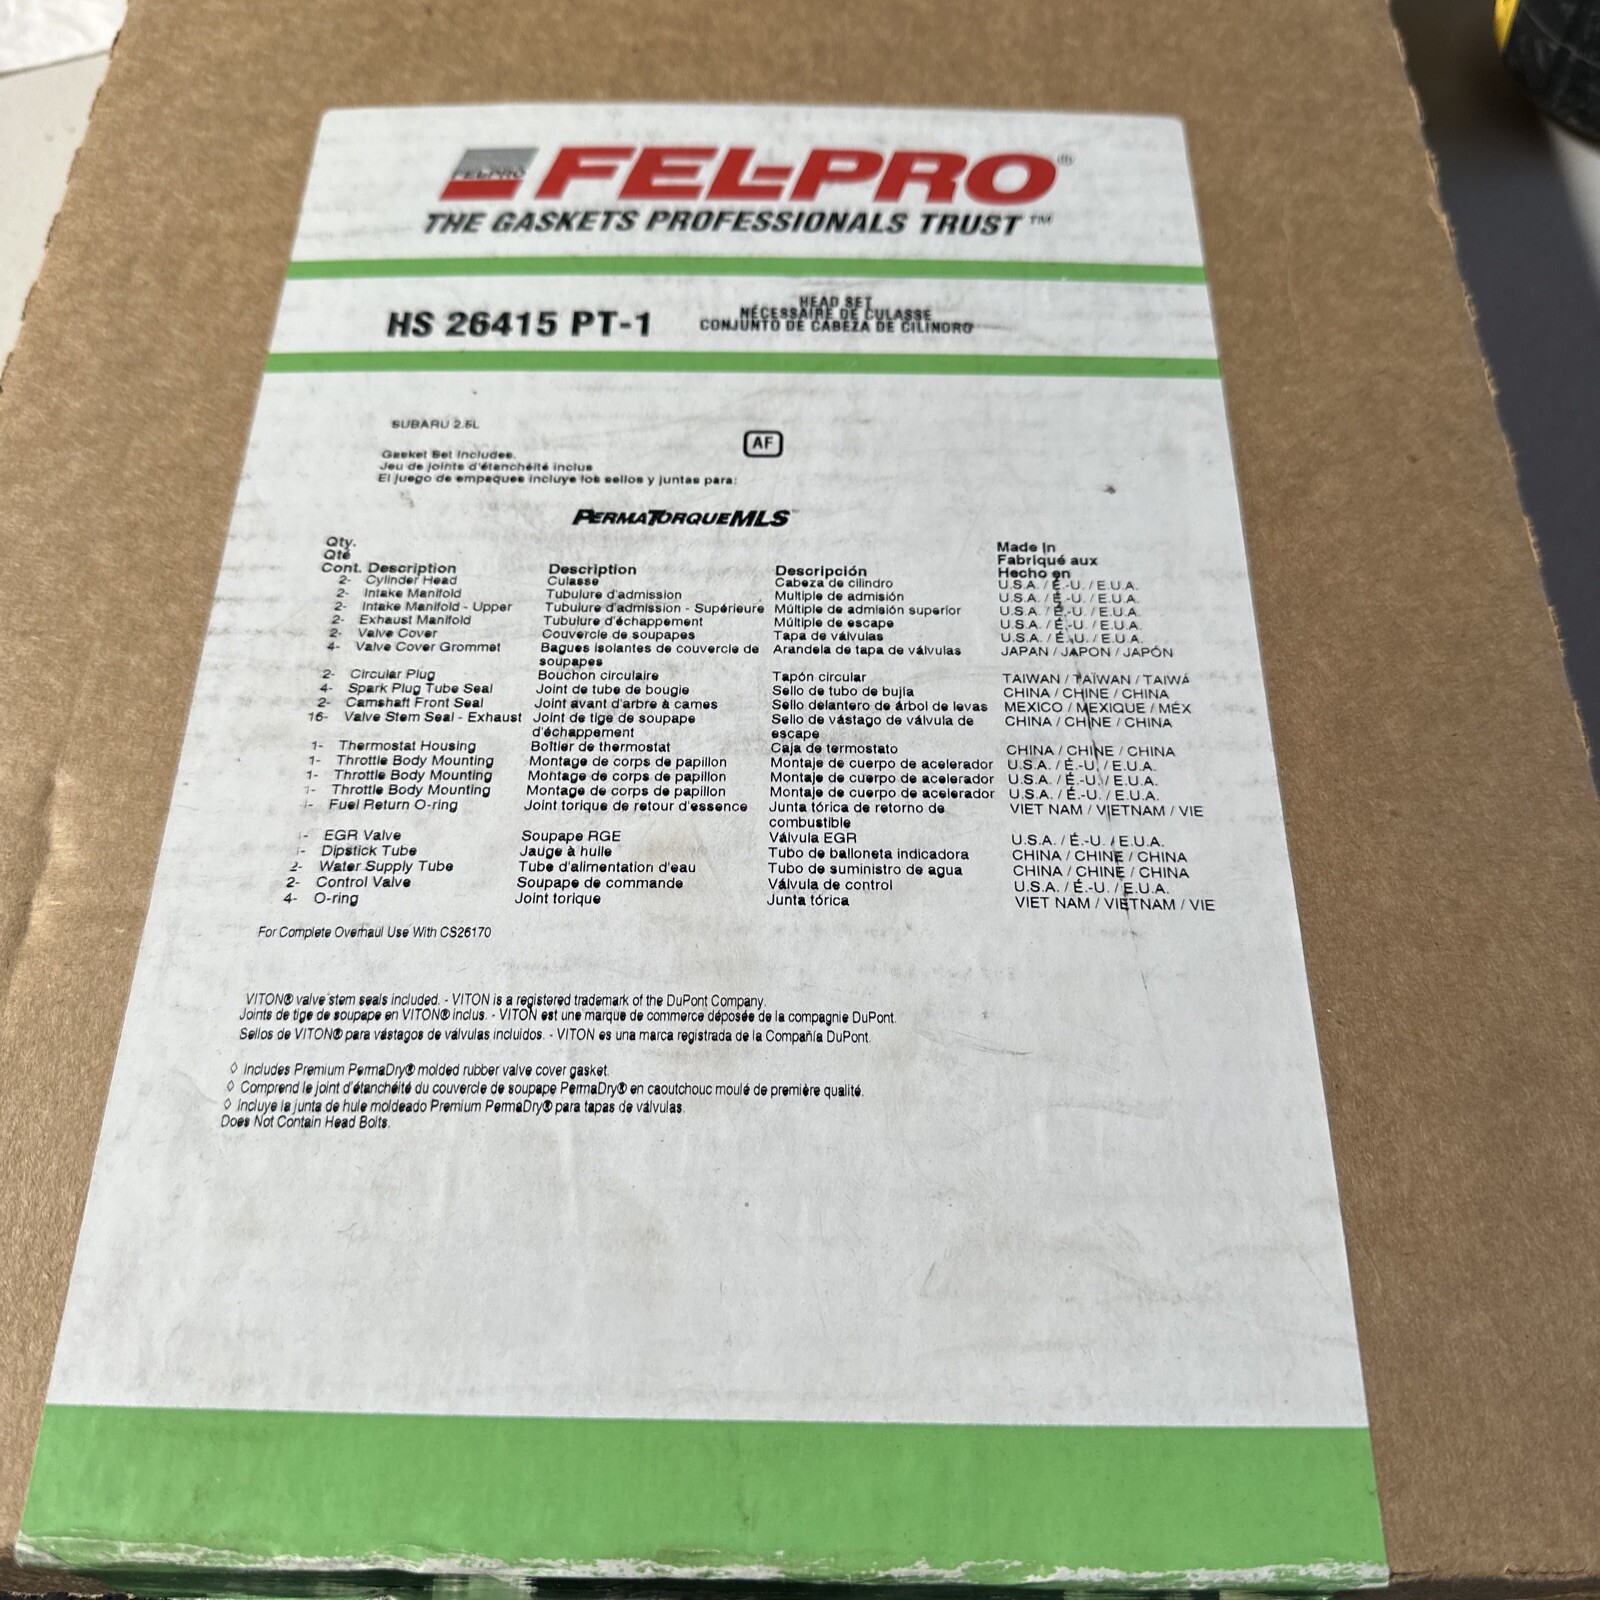 FEL-PRO®
THE GASKETS PROFESSIONALS TRUST™
HS 26415 PT-1
HEAD SET
NÉCESSAIRE DE CULASSE
CONJUNTO DE CABEZA DE CILINDRO
SUBARU 2.5L
AF
Gasket Set Includes.
Jeu de joints d'étanchéité inclus
El juego de empaques incluye los sellos y juntas para:
PERMATORQUEMLS™
Qty.
Qté
Cont. Description Description Descripción Made In Fabriqué aux Hecho en
2- Cylinder Head Culasse Cabeza de cilindro U.S.A. / É.-U. / E.U.A.
2- Intake Manifold Tubulure d'admission Multiple de admisión U.S.A. / É.-U. / E.U.A.
2- Intake Manifold - Upper Tubulure d'admission - Supérieure Múltiple de admisión superior U.S.A. / É.-U. / E.U.A.
2- Exhaust Manifold Tubulure d'échappement Múltiple de escape U.S.A. / É.-U. / E.U.A.
2- Valve Cover Couvercle de soupapes Tapa de válvulas U.S.A. / É.-U. / E.U.A.
4- Valve Cover Grommet Bagues isolantes de couvercle de soupapes Arandela de tapa de válvulas JAPAN / JAPON / JAPÓN
2- Circular Plug Bouchon circulaire Tapón circular TAIWAN / TAÏWAN / TAIWÁ
4- Spark Plug Tube Seal Joint de tube de bougie Sello de tubo de bujía CHINA / CHINE / CHINA
2- Camshaft Front Seal Joint avant d'arbre à cames Sello delantero de árbol de levas MEXICO / MEXIQUE / MÉX
16- Valve Stem Seal - Exhaust Joint de tige de soupape d'échappement Sello de vástago de válvula de escape CHINA / CHINE / CHINA
1- Thermostat Housing Boîtier de thermostat Caja de termostato CHINA / CHINE / CHINA
1- Throttle Body Mounting Montage de corps de papillon Montaje de cuerpo de acelerador U.S.A. / É.-U. / E.U.A.
1- Throttle Body Mounting Montage de corps de papillon Montaje de cuerpo de acelerador U.S.A. / É.-U. / E.U.A.
1- Throttle Body Mounting Montage de corps de papillon Montaje de cuerpo de acelerador U.S.A. / É.-U. / E.U.A.
1- Fuel Return O-ring Joint torique de retour d'essence Junta tórica de retorno de combustible VIET NAM / VIETNAM / VIE
1- EGR Valve Soupape RGE Válvula EGR U.S.A. / É.-U. / E.U.A.
1- Dipstick Tube Jauge à huile Tubo de balloneta indicadora CHINA / CHINE / CHINA
2- Water Supply Tube Tube d'alimentation d'eau Tubo de suministro de agua CHINA / CHINE / CHINA
2- Control Valve Soupape de commande Válvula de control U.S.A. / É.-U. / E.U.A.
4- O-ring Joint torique Junta tórica VIET NAM / VIETNAM / VIE
For Complete Overhaul Use With CS26170
VITON® valve stem seals included. - VITON is a registered trademark of the DuPont Company.
Joints de tige de soupape en VITON® inclus. - VITON est une marque de commerce déposée de la compagnie DuPont.
Sellos de VITON® para vástagos de válvulas incluidos. - VITON es una marca registrada de la Compañía DuPont.
◊ Includes Premium PermaDry® molded rubber valve cover gasket.
◊ Comprend le joint d'étanchéité du couvercle de soupape PermaDry® en caoutchouc moulé de première qualité.
◊ Incluye la junta de hule moldeado Premium PermaDry® para tapas de válvulas.
Does Not Contain Head Bolts.